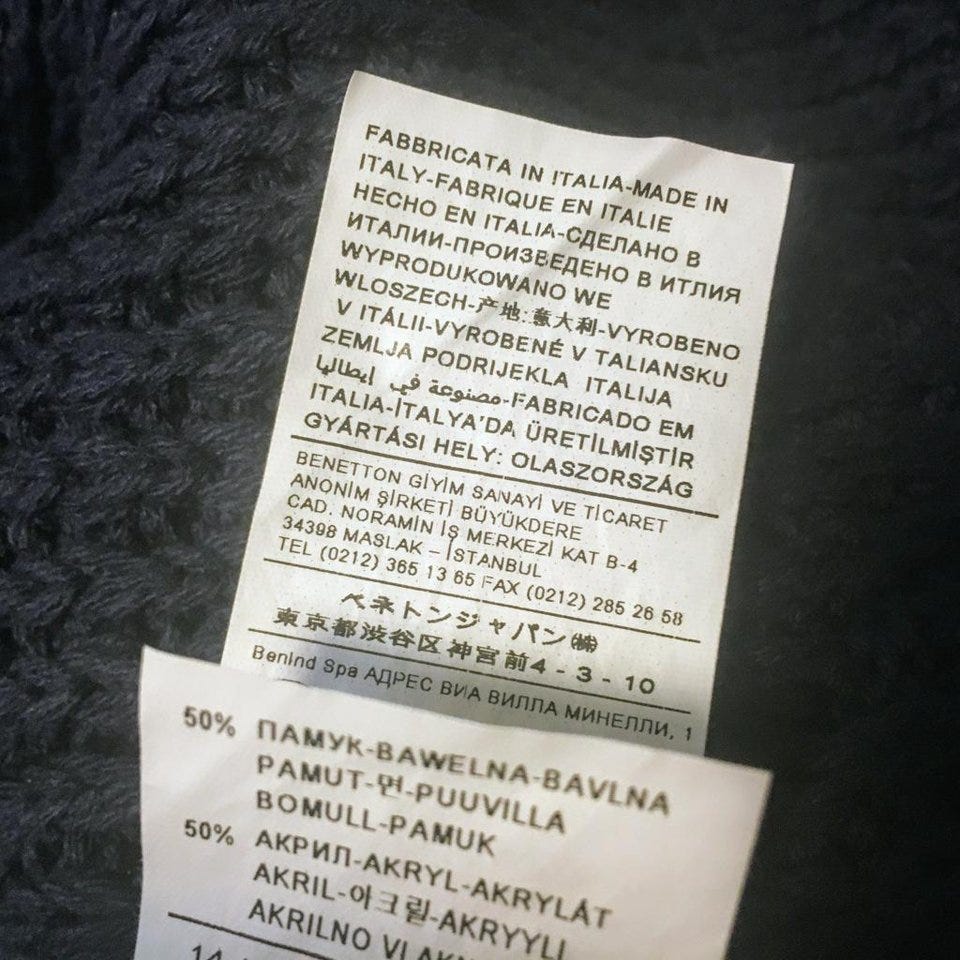 FABBRICATA IN ITALIA-MADE IN
ITALY-FABRIQUE EN ITALIE
HECHO EN ITALIA-СДЕЛАНО В
ИТАЛИИ-ПРОИЗВЕДЕНО В ИТЛИЯ
WYPRODUKOWANO WE
WLOSZECH-产地:意大利-VYROBENO
V ITÁLII-VYROBENÉ V TALIANSKU
ZEMLJA PODRIJEKLA ITALIJA
مصنوعة في إيطاليا-FABRICADO EM
ITALIA-İTALYA'DA ÜRETİLMİŞTİR
GYÁRTÁSI HELY: OLASZORSZÁG
BENETTON GİYİM SANAYİ VE TİCARET
ANONİM ŞİRKETİ BÜYÜKDERE
CAD. NORAMİN İŞ MERKEZİ KAT B-4
34398 MASLAK – İSTANBUL
TEL (0212) 365 13 65 FAX (0212) 285 26 58
ベネトンジャパン㈱
東京都渋谷区神宮前4-3-10
BenInd Spa АДРЕС ВИА ВИЛЛА МИНЕЛЛИ, 1
50% ПАМУК-BAWELNA-BAVLNA
PAMUT-면-PUUVILLA
BOMULL-PAMUK
50% АКРИЛ-AKRYL-AKRYLÁT
AKRIL-아크릴-AKRYYLI
AKRILNO